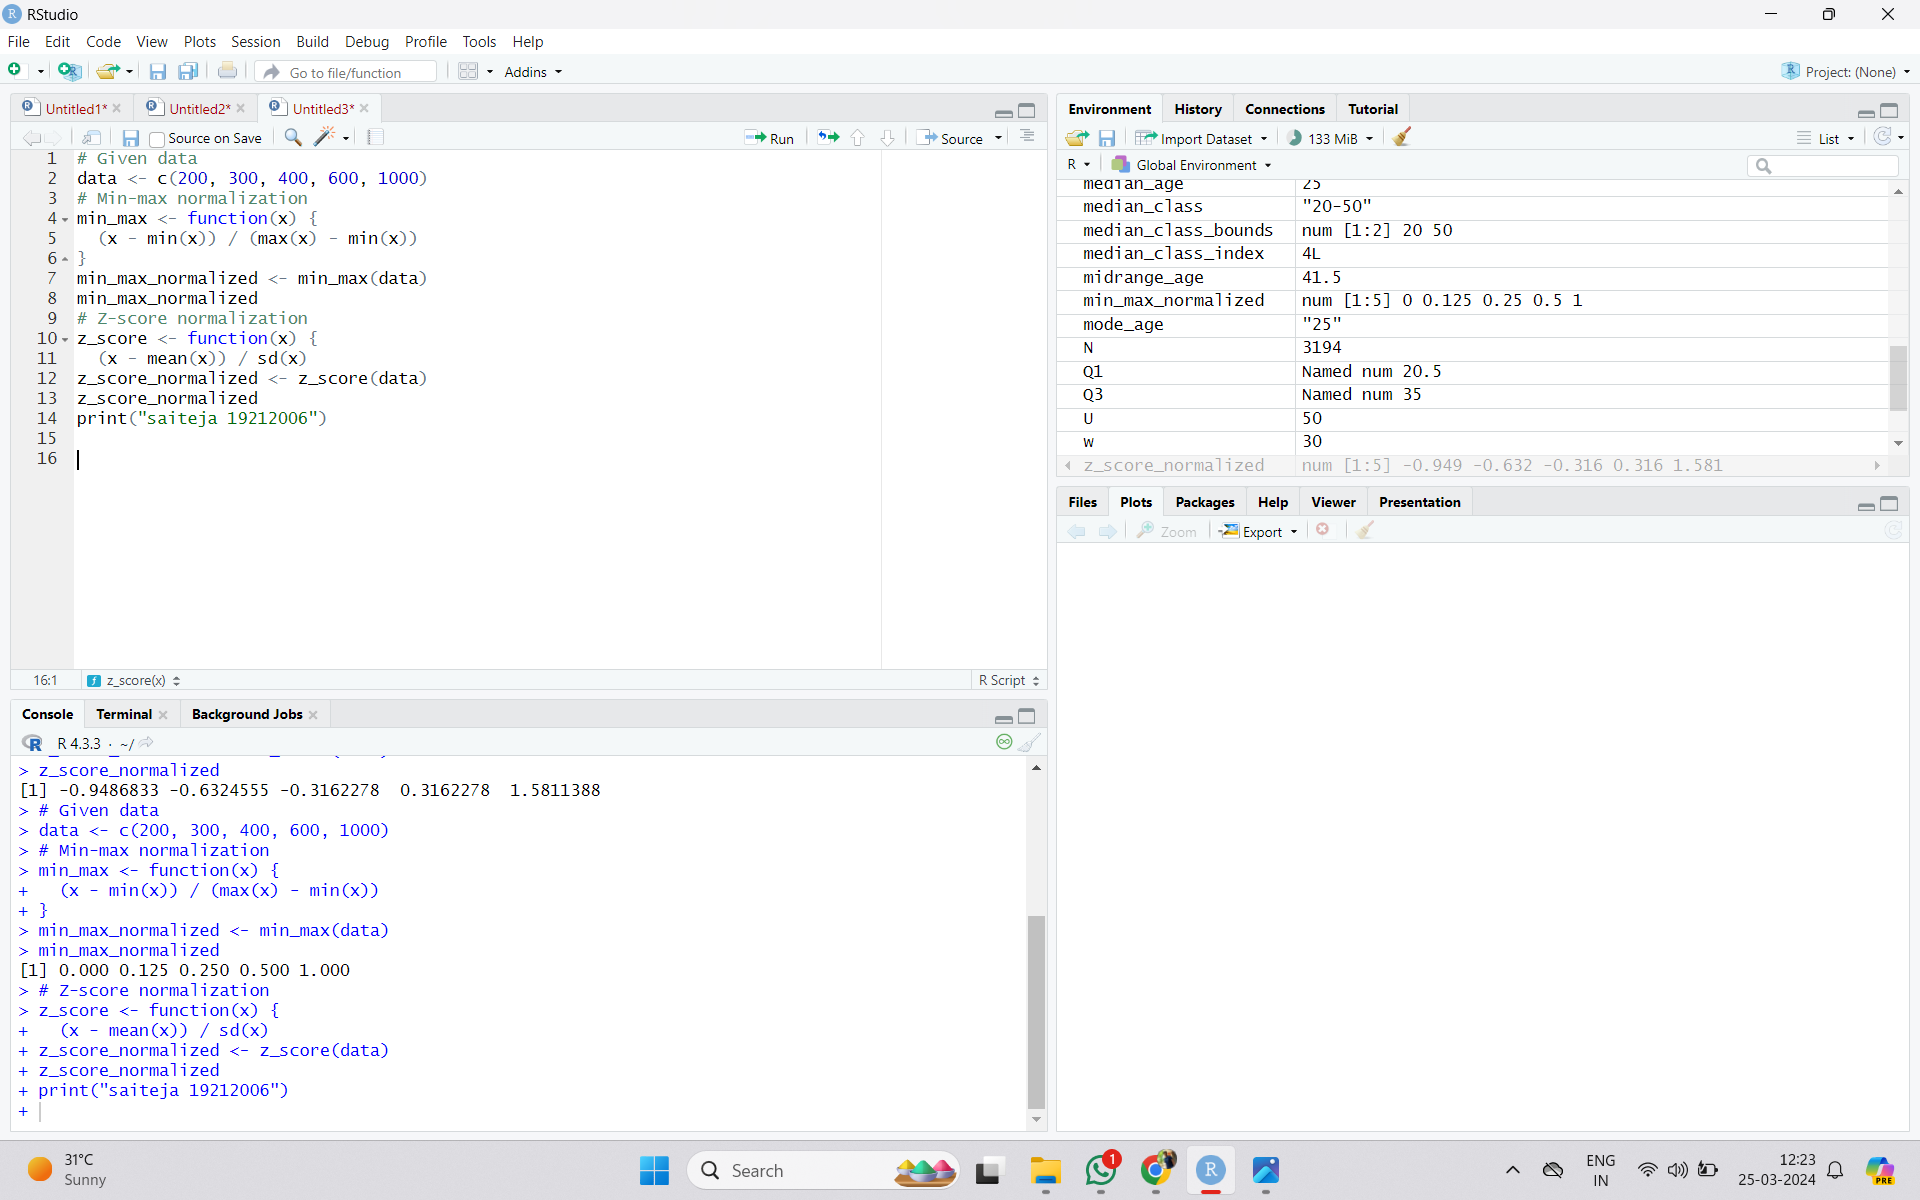 RStudio
File Edit Code View Plots Session Build Debug Profile Tools Help
Go to file/function Addins Project: (None)
Untitled1* Untitled2* Untitled3*
Source on Save Run Source
1 # Given data
2 data <- c(200, 300, 400, 600, 1000)
3 # Min-max normalization
4 min_max <- function(x) {
5 (x - min(x)) / (max(x) - min(x))
6 }
7 min_max_normalized <- min_max(data)
8 min_max_normalized
9 # Z-score normalization
10 z_score <- function(x) {
11 (x - mean(x)) / sd(x)
12 z_score_normalized <- z_score(data)
13 z_score_normalized
14 print("saiteja 19212006")
15
16
16:1 z_score(x) R Script
Console Terminal Background Jobs
R 4.3.3 · ~/
> z_score_normalized
[1] -0.9486833 -0.6324555 -0.3162278 0.3162278 1.5811388
> # Given data
> data <- c(200, 300, 400, 600, 1000)
> # Min-max normalization
> min_max <- function(x) {
+ (x - min(x)) / (max(x) - min(x))
+ }
> min_max_normalized <- min_max(data)
> min_max_normalized
[1] 0.000 0.125 0.250 0.500 1.000
> # Z-score normalization
> z_score <- function(x) {
+ (x - mean(x)) / sd(x)
+ z_score_normalized <- z_score(data)
+ z_score_normalized
+ print("saiteja 19212006")
+
Environment History Connections Tutorial
Import Dataset 133 MiB List
R Global Environment
median_age 25
median_class "20-50"
median_class_bounds num [1:2] 20 50
median_class_index 4L
midrange_age 41.5
min_max_normalized num [1:5] 0 0.125 0.25 0.5 1
mode_age "25"
N 3194
Q1 Named num 20.5
Q3 Named num 35
U 50
w 30
z_score_normalized num [1:5] -0.949 -0.632 -0.316 0.316 1.581
Files Plots Packages Help Viewer Presentation
Zoom Export
31°C
Sunny
Search
1
R
ENG
IN
12:23
25-03-2024
PRE